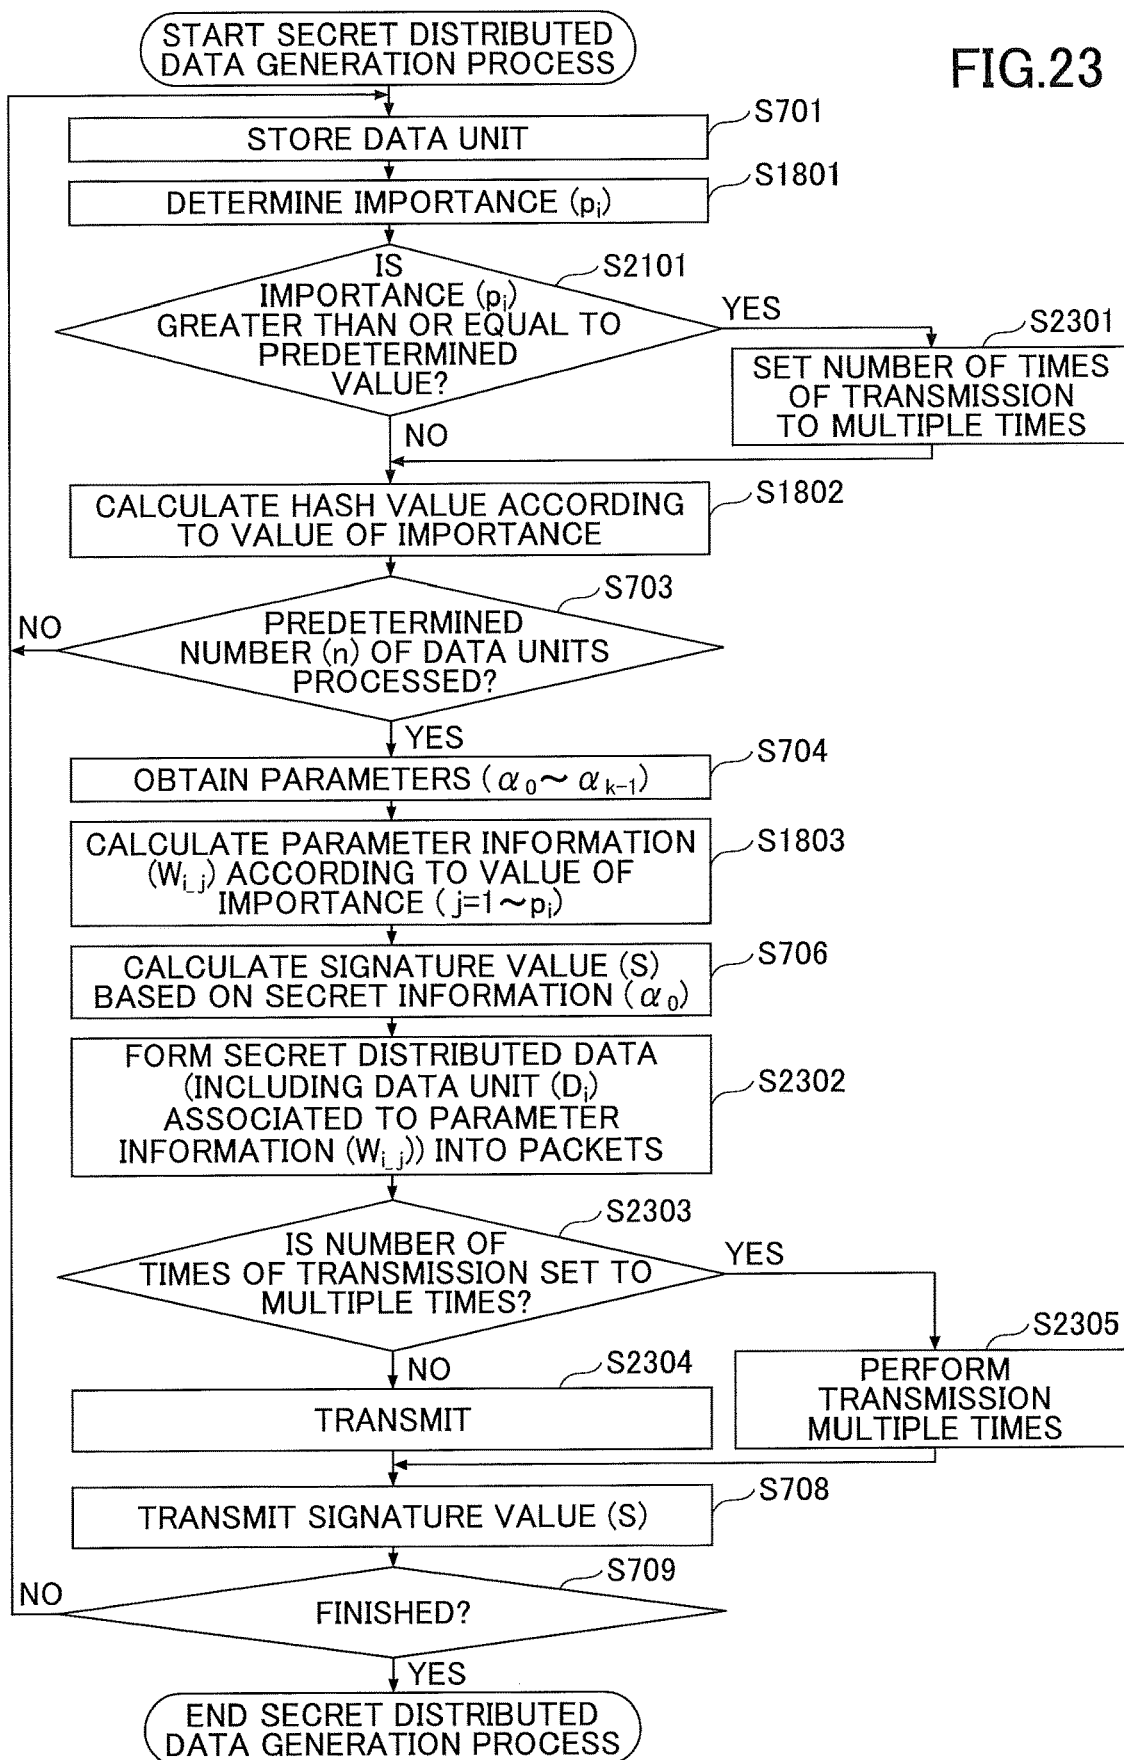 START SECRET DISTRIBUTED
DATA GENERATION PROCESS
FIG.23
S701
STORE DATA UNIT
S1801
DETERMINE IMPORTANCE (pi)
S2101
IS
IMPORTANCE (pi)
GREATER THAN OR EQUAL TO
PREDETERMINED
VALUE?
YES
S2301
SET NUMBER OF TIMES
OF TRANSMISSION
TO MULTIPLE TIMES
NO
S1802
CALCULATE HASH VALUE ACCORDING
TO VALUE OF IMPORTANCE
S703
NO
PREDETERMINED
NUMBER (n) OF DATA UNITS
PROCESSED?
YES
S704
OBTAIN PARAMETERS (α0～αk-1)
S1803
CALCULATE PARAMETER INFORMATION
(Wi_j) ACCORDING TO VALUE OF
IMPORTANCE (j=1～pi)
S706
CALCULATE SIGNATURE VALUE (S)
BASED ON SECRET INFORMATION (α0)
S2302
FORM SECRET DISTRIBUTED DATA
(INCLUDING DATA UNIT (Di)
ASSOCIATED TO PARAMETER
INFORMATION (Wi_j)) INTO PACKETS
S2303
IS NUMBER OF
TIMES OF TRANSMISSION SET TO
MULTIPLE TIMES?
YES
S2305
PERFORM
TRANSMISSION
MULTIPLE TIMES
NO
S2304
TRANSMIT
S708
TRANSMIT SIGNATURE VALUE (S)
S709
NO
FINISHED?
YES
END SECRET DISTRIBUTED
DATA GENERATION PROCESS